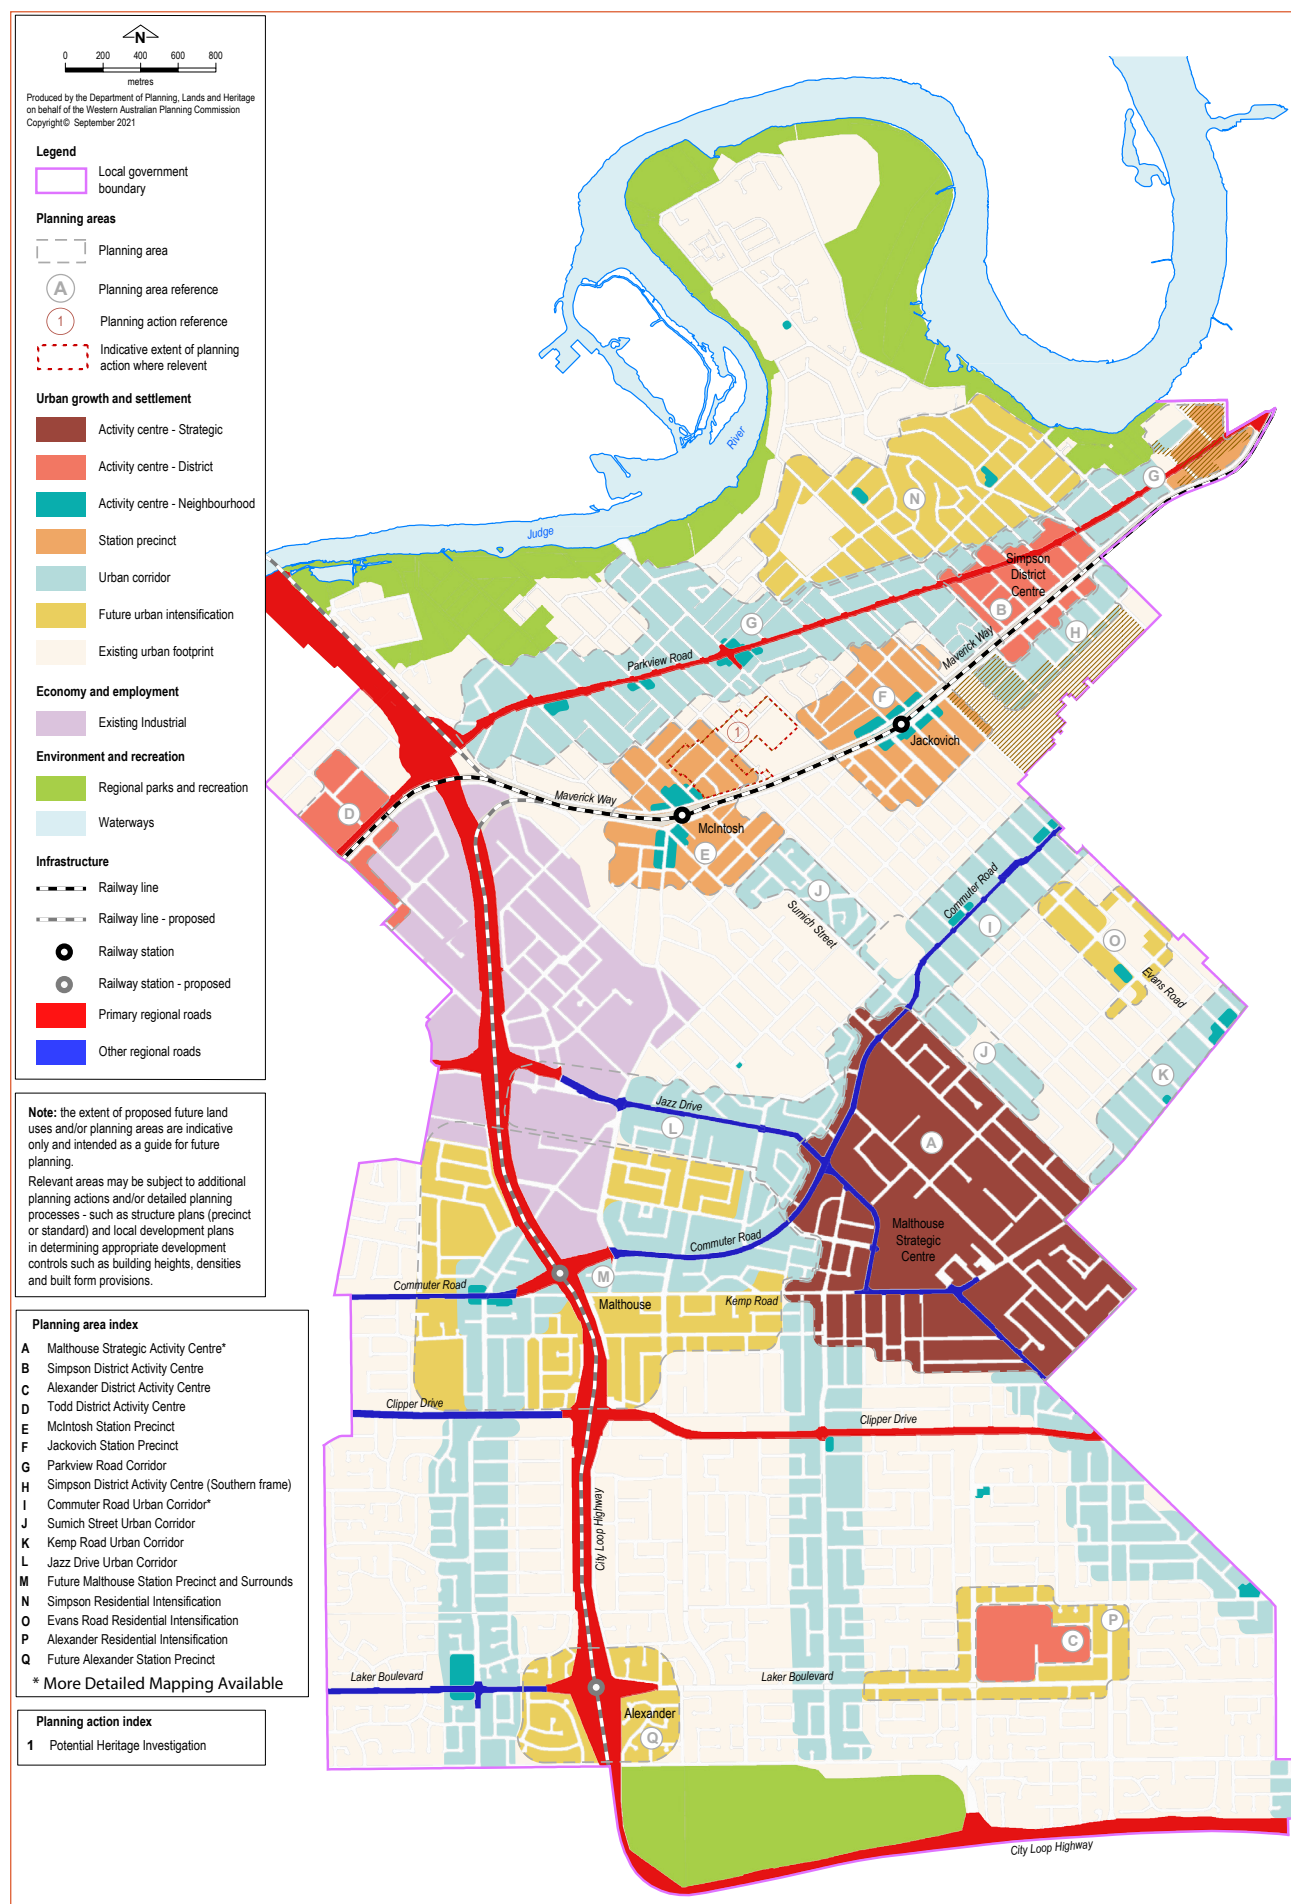 N
0 200 400 600 800
metres
Produced by the Department of Planning, Lands and Heritage
on behalf of the Western Australian Planning Commission
Copyright© September 2021
Legend
Local government
boundary
Planning areas
Planning area
A Planning area reference
1 Planning action reference
Indicative extent of planning
action where relevent
Urban growth and settlement
Activity centre - Strategic
Activity centre - District
Activity centre - Neighbourhood
Station precinct
Urban corridor
Future urban intensification
Existing urban footprint
Economy and employment
Existing Industrial
Environment and recreation
Regional parks and recreation
Waterways
Infrastructure
Railway line
Railway line - proposed
Railway station
Railway station - proposed
Primary regional roads
Other regional roads
Note: the extent of proposed future land
uses and/or planning areas are indicative
only and intended as a guide for future
planning.
Relevant areas may be subject to additional
planning actions and/or detailed planning
processes - such as structure plans (precinct
or standard) and local development plans
in determining appropriate development
controls such as building heights, densities
and built form provisions.
Planning area index
A Malthouse Strategic Activity Centre*
B Simpson District Activity Centre
C Alexander District Activity Centre
D Todd District Activity Centre
E McIntosh Station Precinct
F Jackovich Station Precinct
G Parkview Road Corridor
H Simpson District Activity Centre (Southern frame)
I Commuter Road Urban Corridor*
J Sumich Street Urban Corridor
K Kemp Road Urban Corridor
L Jazz Drive Urban Corridor
M Future Malthouse Station Precinct and Surrounds
N Simpson Residential Intensification
O Evans Road Residential Intensification
P Alexander Residential Intensification
Q Future Alexander Station Precinct
* More Detailed Mapping Available
Planning action index
1 Potential Heritage Investigation
River
Judge
N
G
Simpson
District
Centre
B
H
G
Parkview Road
Maverick Way
F
Jackovich
1
Maverick Way
McIntosh
D
E
J
Sumich Street
Commuter Road
I
O
Evans Road
J
K
Jazz Drive
L
A
Malthouse
Strategic
Centre
Commuter Road
Commuter Road
M
Malthouse
Kemp Road
Clipper Drive
Clipper Drive
City Loop Highway
P
C
Laker Boulevard
Laker Boulevard
Alexander
Q
City Loop Highway